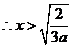 ∴ x > √(2/(3a))